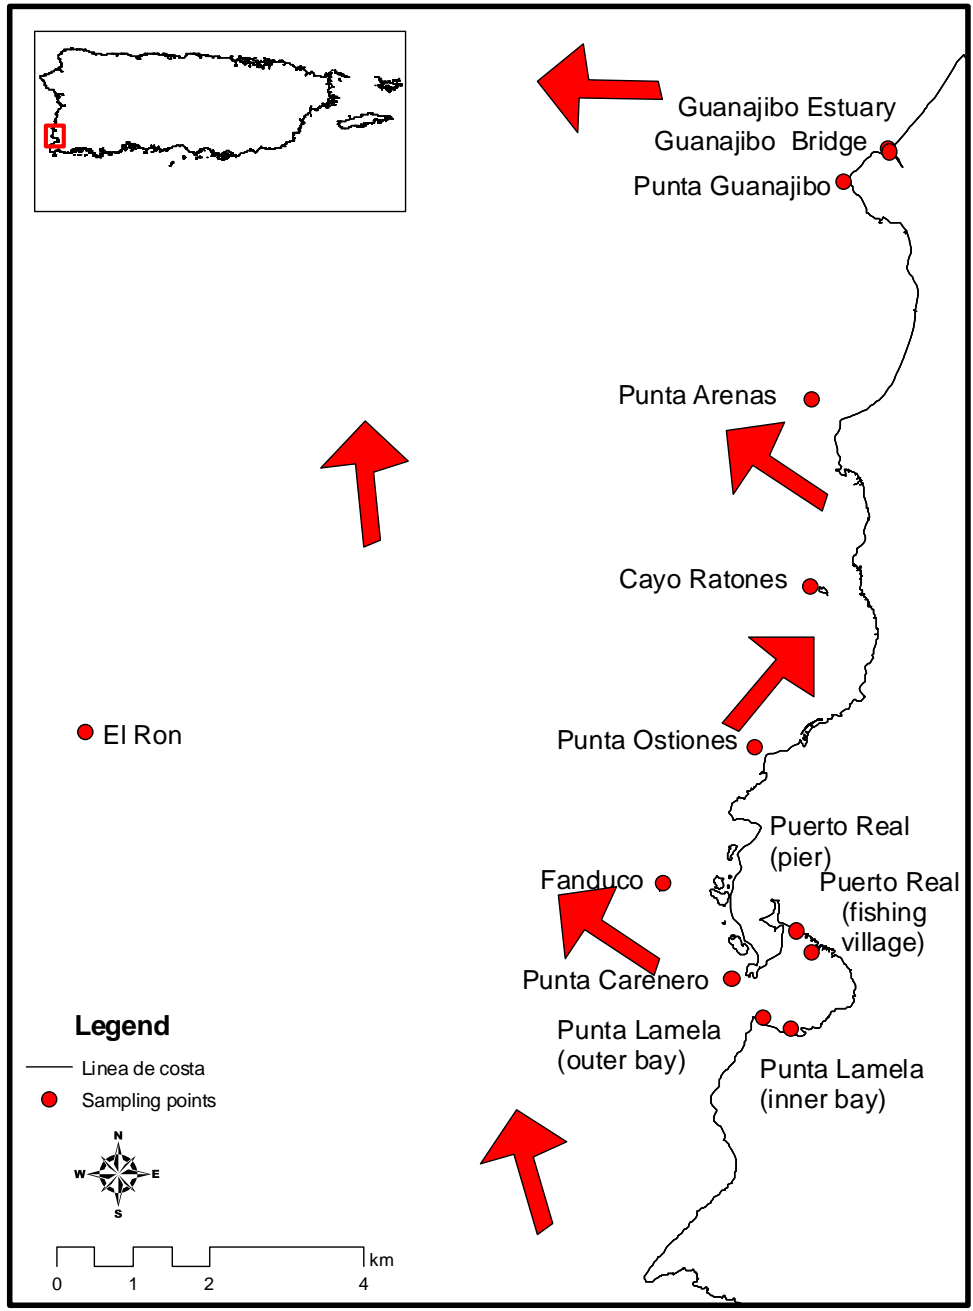 Guanajibo Estuary
Guanajibo Bridge
Punta Guanajibo
Punta Arenas
Cayo Ratones
El Ron
Punta Ostiones
Puerto Real
(pier)
Fanduco
Puerto Real
(fishing
village)
Punta Carenero
Punta Lamela
(outer bay)
Punta Lamela
(inner bay)
Legend
Linea de costa
Sampling points
N
W E
S
km
0 1 2 4